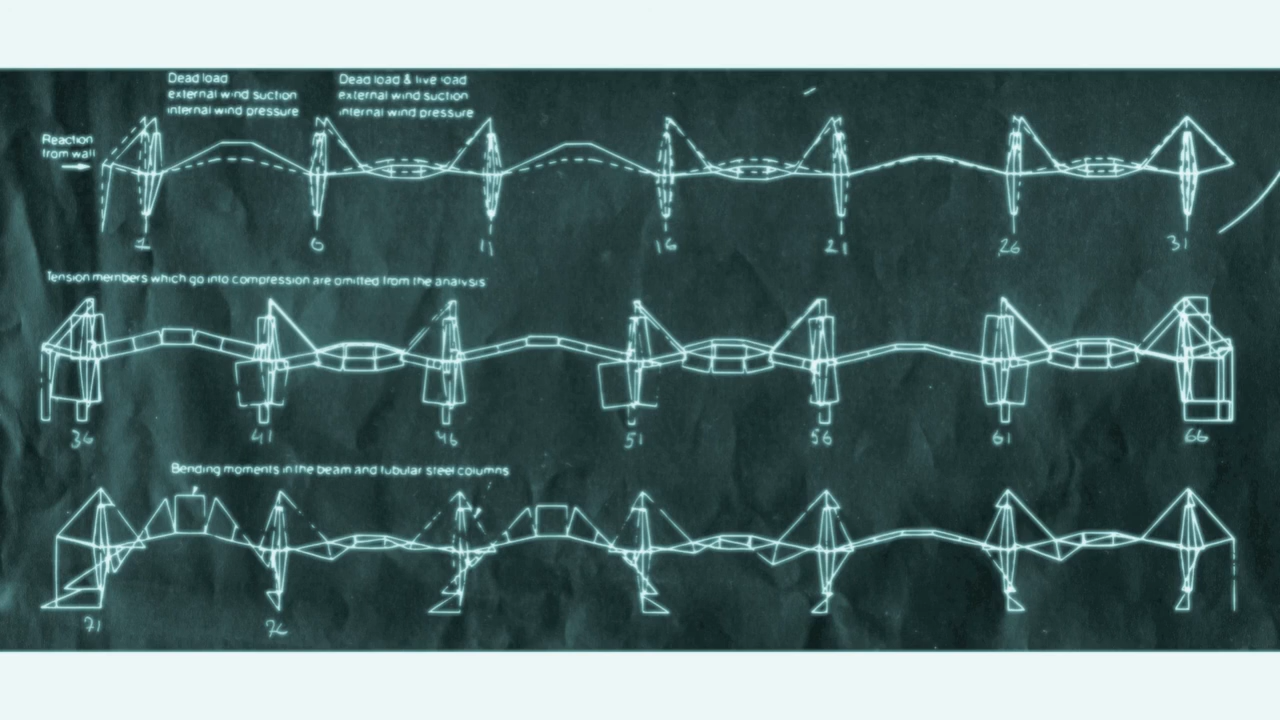 Dead load
external wind suction
internal wind pressure
Dead load & live load
external wind suction
internal wind pressure
Reaction
from wall
1 6 11 16 21 26 31
Tension members which go into compression are omitted from the analysis
36 41 46 51 56 61 66
Bending moments in the beam and tubular steel columns
71 76